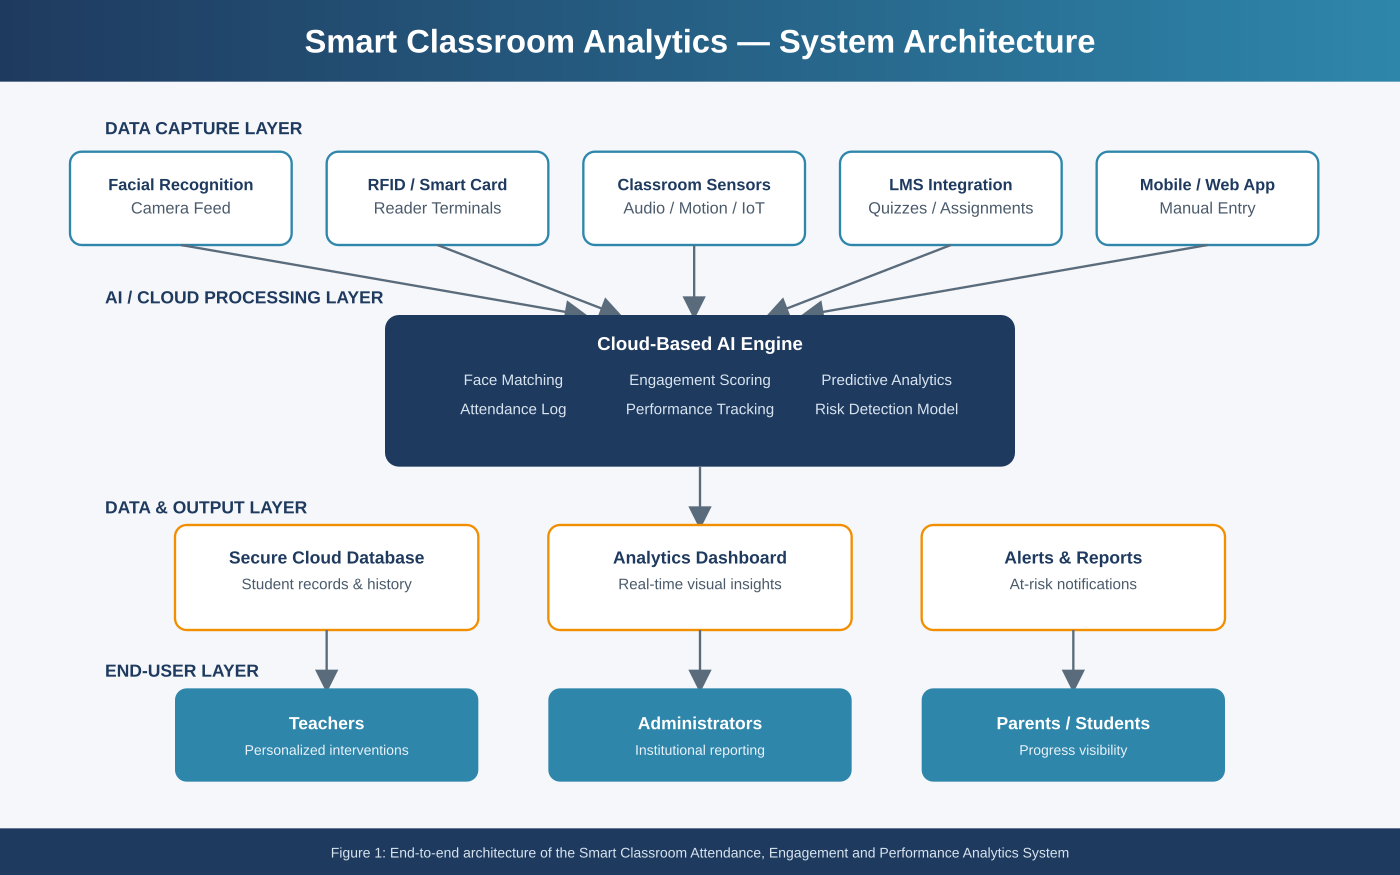 Smart Classroom Analytics — System Architecture
DATA CAPTURE LAYER
Facial Recognition
Camera Feed
RFID / Smart Card
Reader Terminals
Classroom Sensors
Audio / Motion / IoT
LMS Integration
Quizzes / Assignments
Mobile / Web App
Manual Entry
AI / CLOUD PROCESSING LAYER
Cloud-Based AI Engine
Face Matching
Engagement Scoring
Predictive Analytics
Attendance Log
Performance Tracking
Risk Detection Model
DATA & OUTPUT LAYER
Secure Cloud Database
Student records & history
Analytics Dashboard
Real-time visual insights
Alerts & Reports
At-risk notifications
END-USER LAYER
Teachers
Personalized interventions
Administrators
Institutional reporting
Parents / Students
Progress visibility
Figure 1: End-to-end architecture of the Smart Classroom Attendance, Engagement and Performance Analytics System